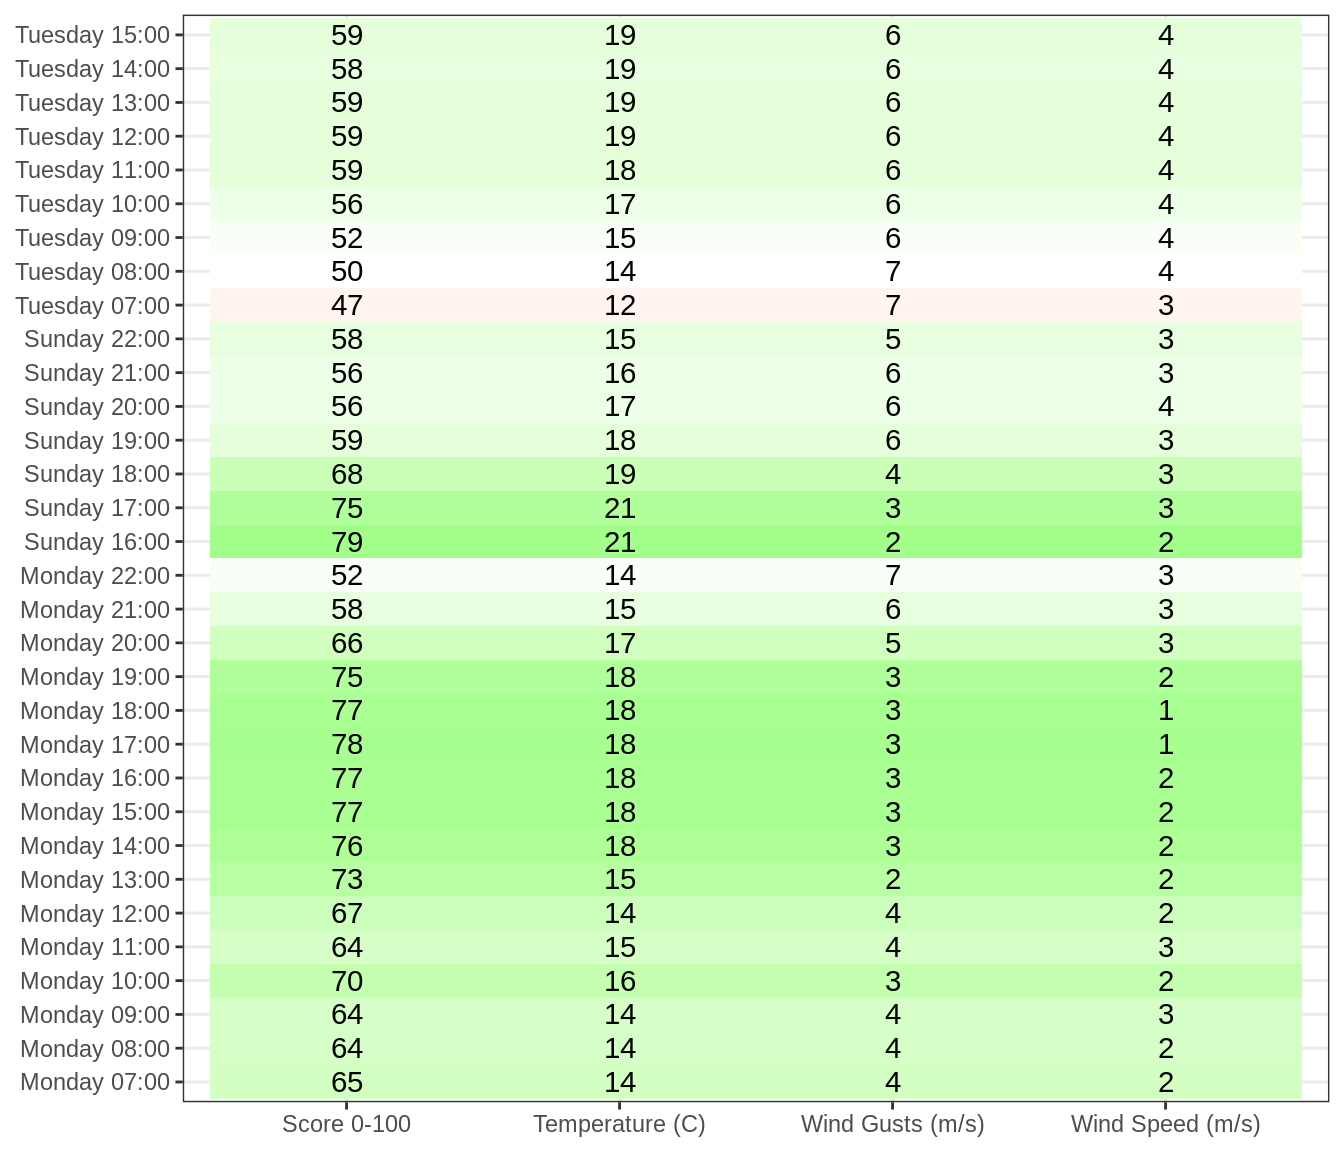 Tuesday 15:00 59 19 6 4
Tuesday 14:00 58 19 6 4
Tuesday 13:00 59 19 6 4
Tuesday 12:00 59 19 6 4
Tuesday 11:00 59 18 6 4
Tuesday 10:00 56 17 6 4
Tuesday 09:00 52 15 6 4
Tuesday 08:00 50 14 7 4
Tuesday 07:00 47 12 7 3
Sunday 22:00 58 15 5 3
Sunday 21:00 56 16 6 3
Sunday 20:00 56 17 6 4
Sunday 19:00 59 18 6 3
Sunday 18:00 68 19 4 3
Sunday 17:00 75 21 3 3
Sunday 16:00 79 21 2 2
Monday 22:00 52 14 7 3
Monday 21:00 58 15 6 3
Monday 20:00 66 17 5 3
Monday 19:00 75 18 3 2
Monday 18:00 77 18 3 1
Monday 17:00 78 18 3 1
Monday 16:00 77 18 3 2
Monday 15:00 77 18 3 2
Monday 14:00 76 18 3 2
Monday 13:00 73 15 2 2
Monday 12:00 67 14 4 2
Monday 11:00 64 15 4 3
Monday 10:00 70 16 3 2
Monday 09:00 64 14 4 3
Monday 08:00 64 14 4 2
Monday 07:00 65 14 4 2
Score 0-100 Temperature (C) Wind Gusts (m/s) Wind Speed (m/s)